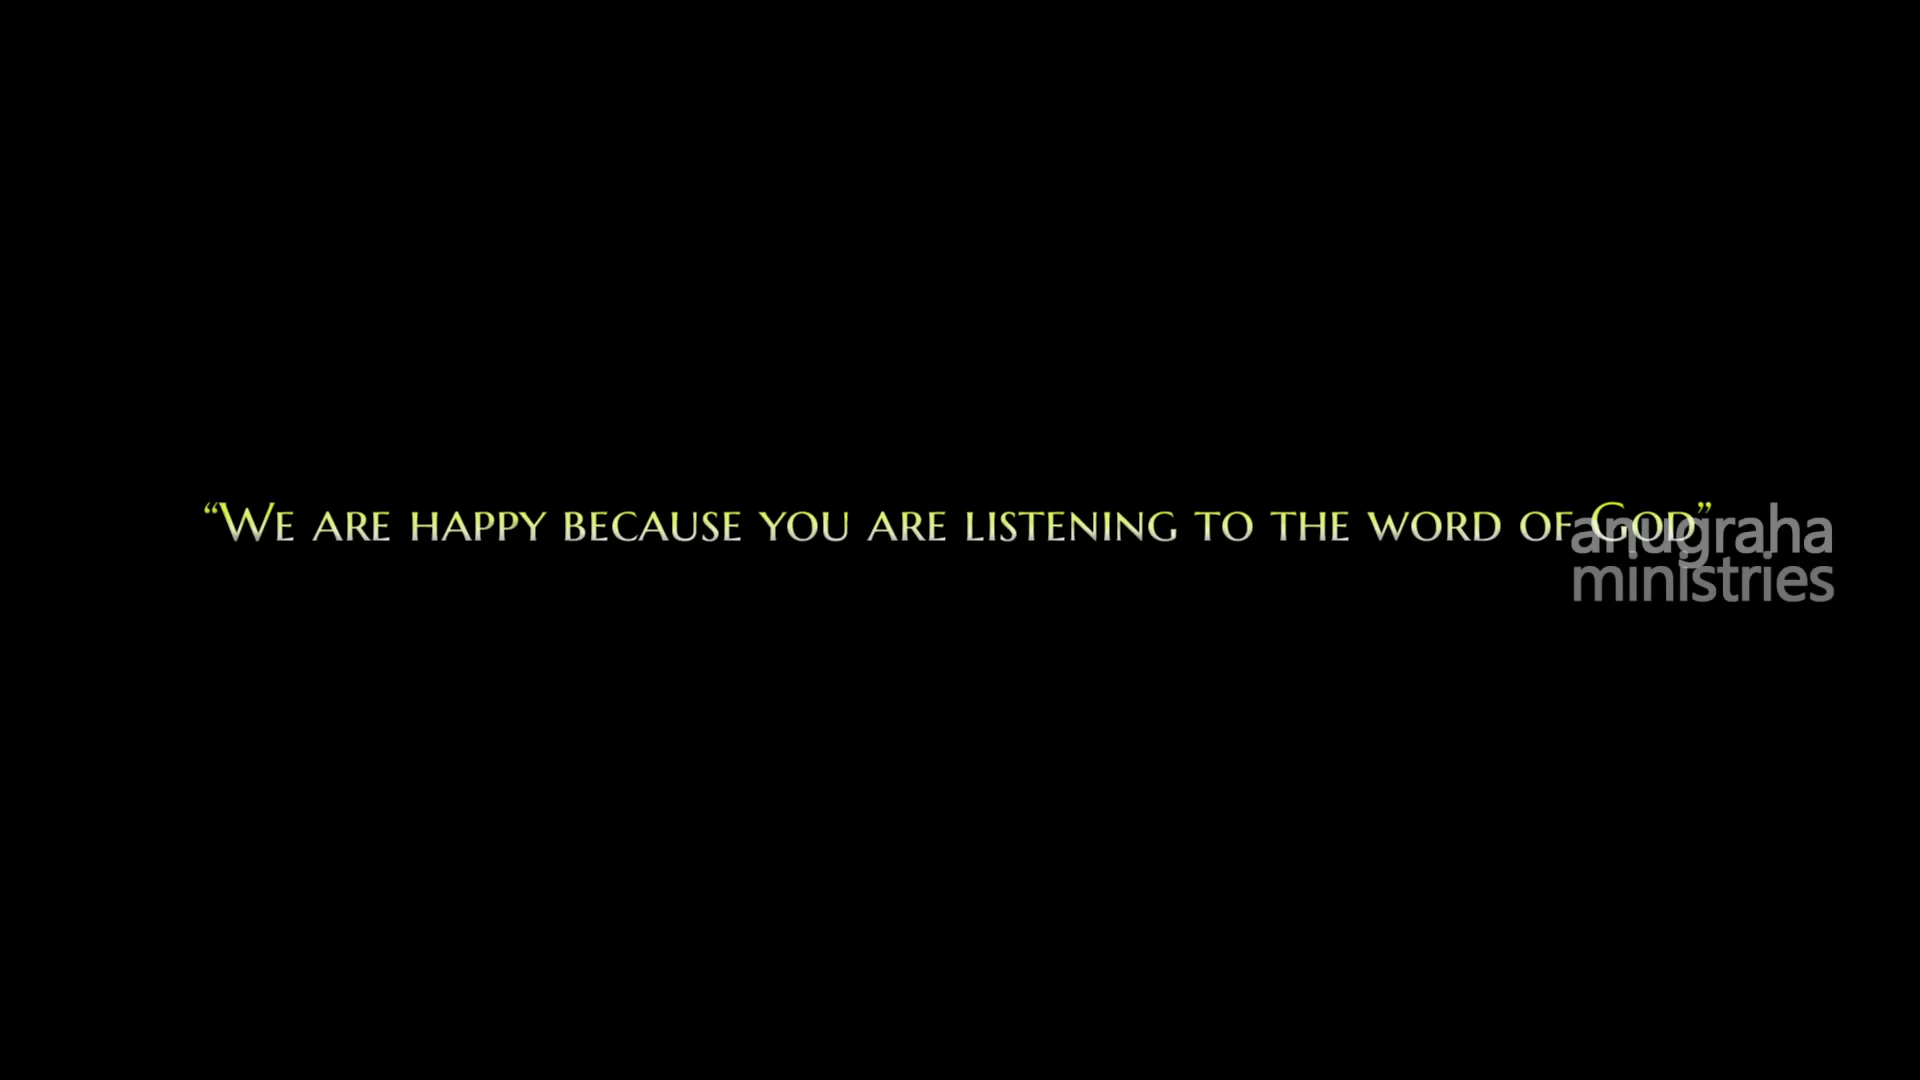 “We are happy because you are listening to the word of God”
anugraha
ministries